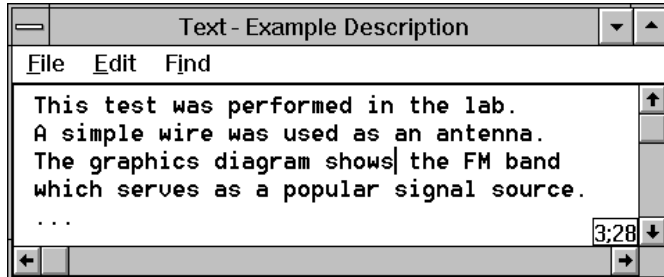 Text - Example Description
File Edit Find
This test was performed in the lab.
A simple wire was used as an antenna.
The graphics diagram shows the FM band
which serves as a popular signal source.
...
3;28